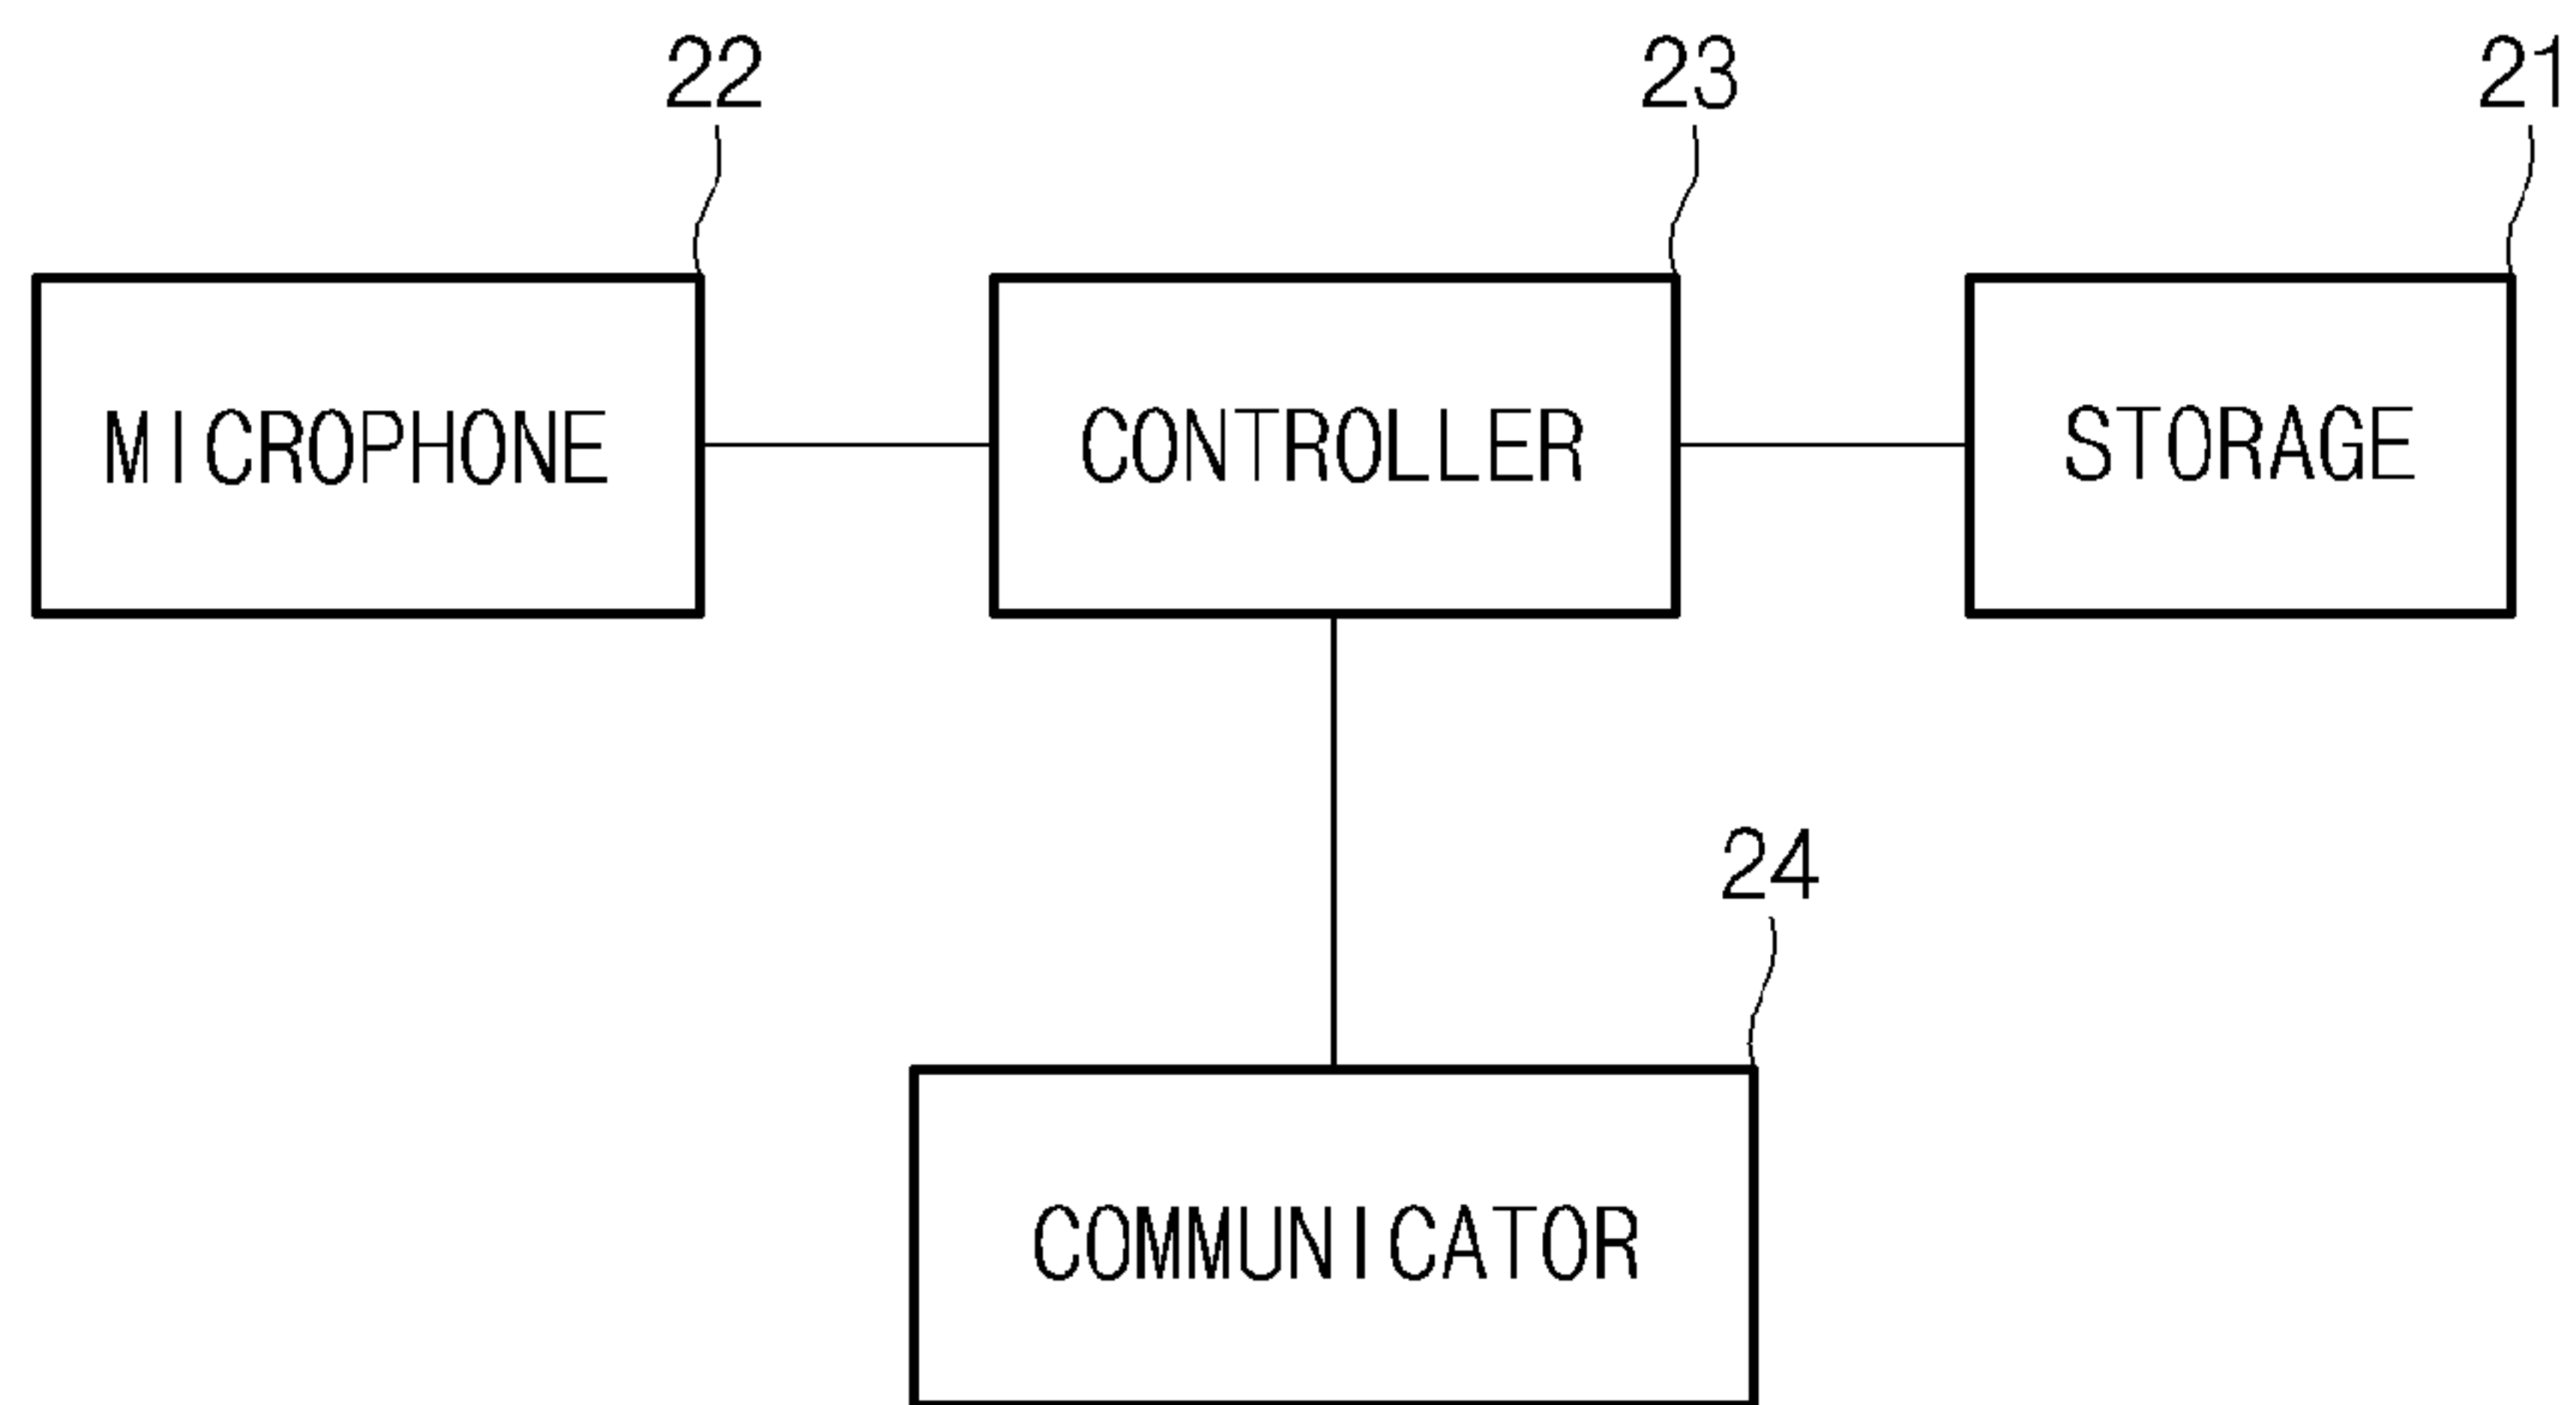 22 23 21
MICROPHONE CONTROLLER STORAGE
24
COMMUNICATOR